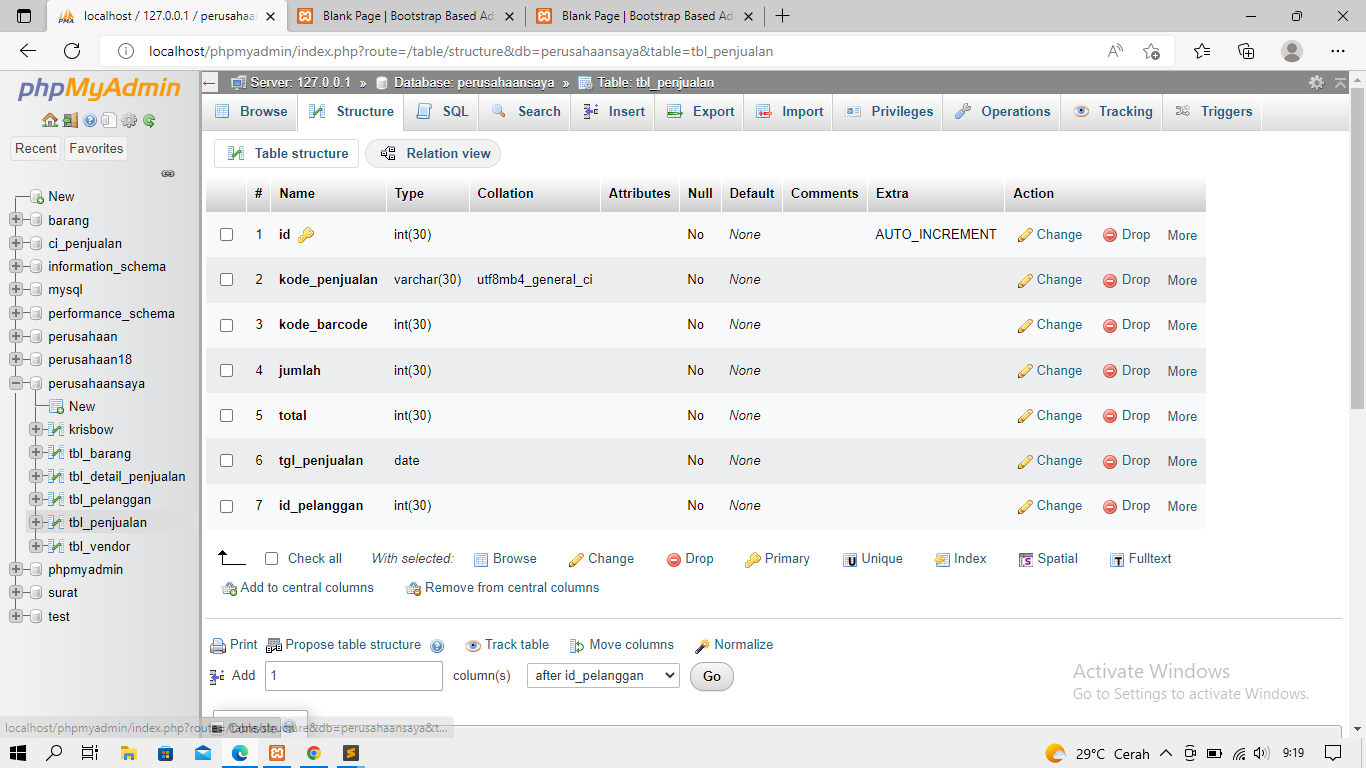 localhost / 127.0.0.1 / perusahaan
Blank Page | Bootstrap Based Ad
Blank Page | Bootstrap Based Ad
localhost/phpmyadmin/index.php?route=/table/structure&db=perusahaansaya&table=tbl_penjualan
phpMyAdmin
Recent Favorites
New
barang
ci_penjualan
information_schema
mysql
performance_schema
perusahaan
perusahaan18
perusahaansaya
New
krisbow
tbl_barang
tbl_detail_penjualan
tbl_pelanggan
tbl_penjualan
tbl_vendor
phpmyadmin
surat
test
Server: 127.0.0.1 » Database: perusahaansaya » Table: tbl_penjualan
Browse Structure SQL Search Insert Export Import Privileges Operations Tracking Triggers
Table structure Relation view
# Name Type Collation Attributes Null Default Comments Extra Action
1 id int(30) No None AUTO_INCREMENT Change Drop More
2 kode_penjualan varchar(30) utf8mb4_general_ci No None Change Drop More
3 kode_barcode int(30) No None Change Drop More
4 jumlah int(30) No None Change Drop More
5 total int(30) No None Change Drop More
6 tgl_penjualan date No None Change Drop More
7 id_pelanggan int(30) No None Change Drop More
Check all With selected: Browse Change Drop Primary Unique Index Spatial Fulltext
Add to central columns Remove from central columns
Print Propose table structure Track table Move columns Normalize
Add 1 column(s) after id_pelanggan Go
Activate Windows
Go to Settings to activate Windows.
Console
localhost/phpmyadmin/index.php?route=/table/structure&db=perusahaansaya&t...
29°C Cerah 9:19